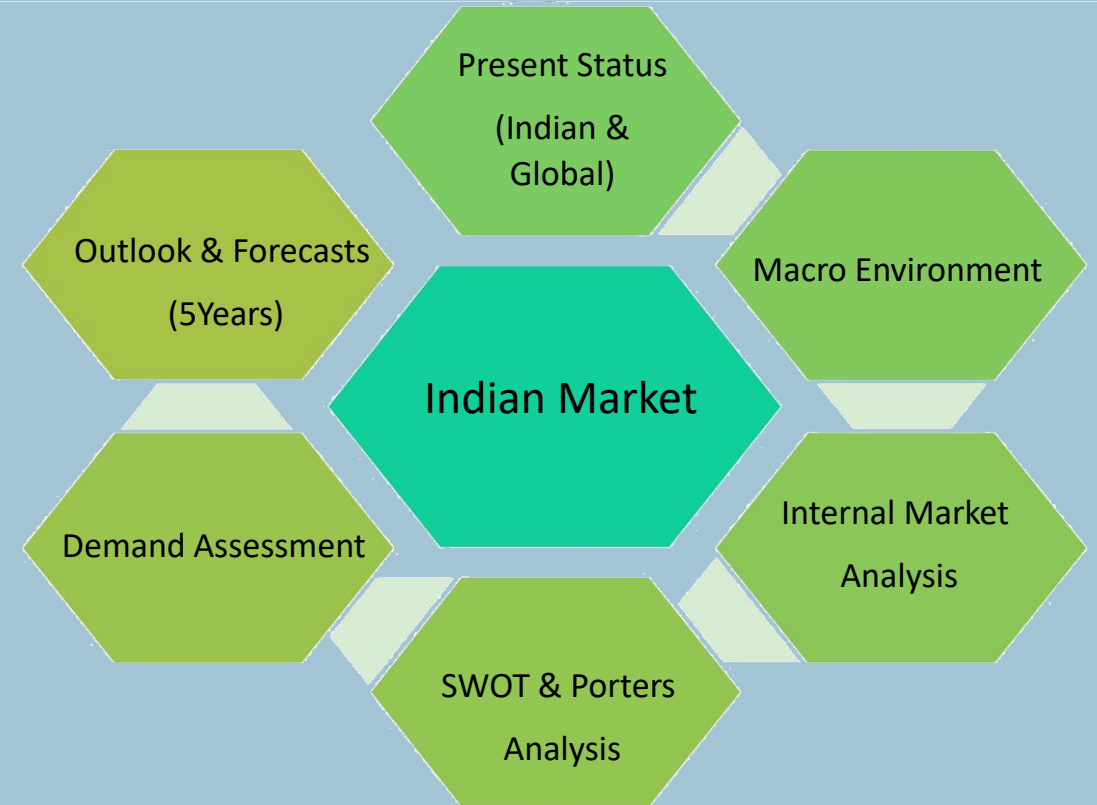 Present Status
(Indian &
Global)
Macro Environment
Internal Market
Analysis
SWOT & Porters
Analysis
Demand Assessment
Outlook & Forecasts
(5Years)
Indian Market